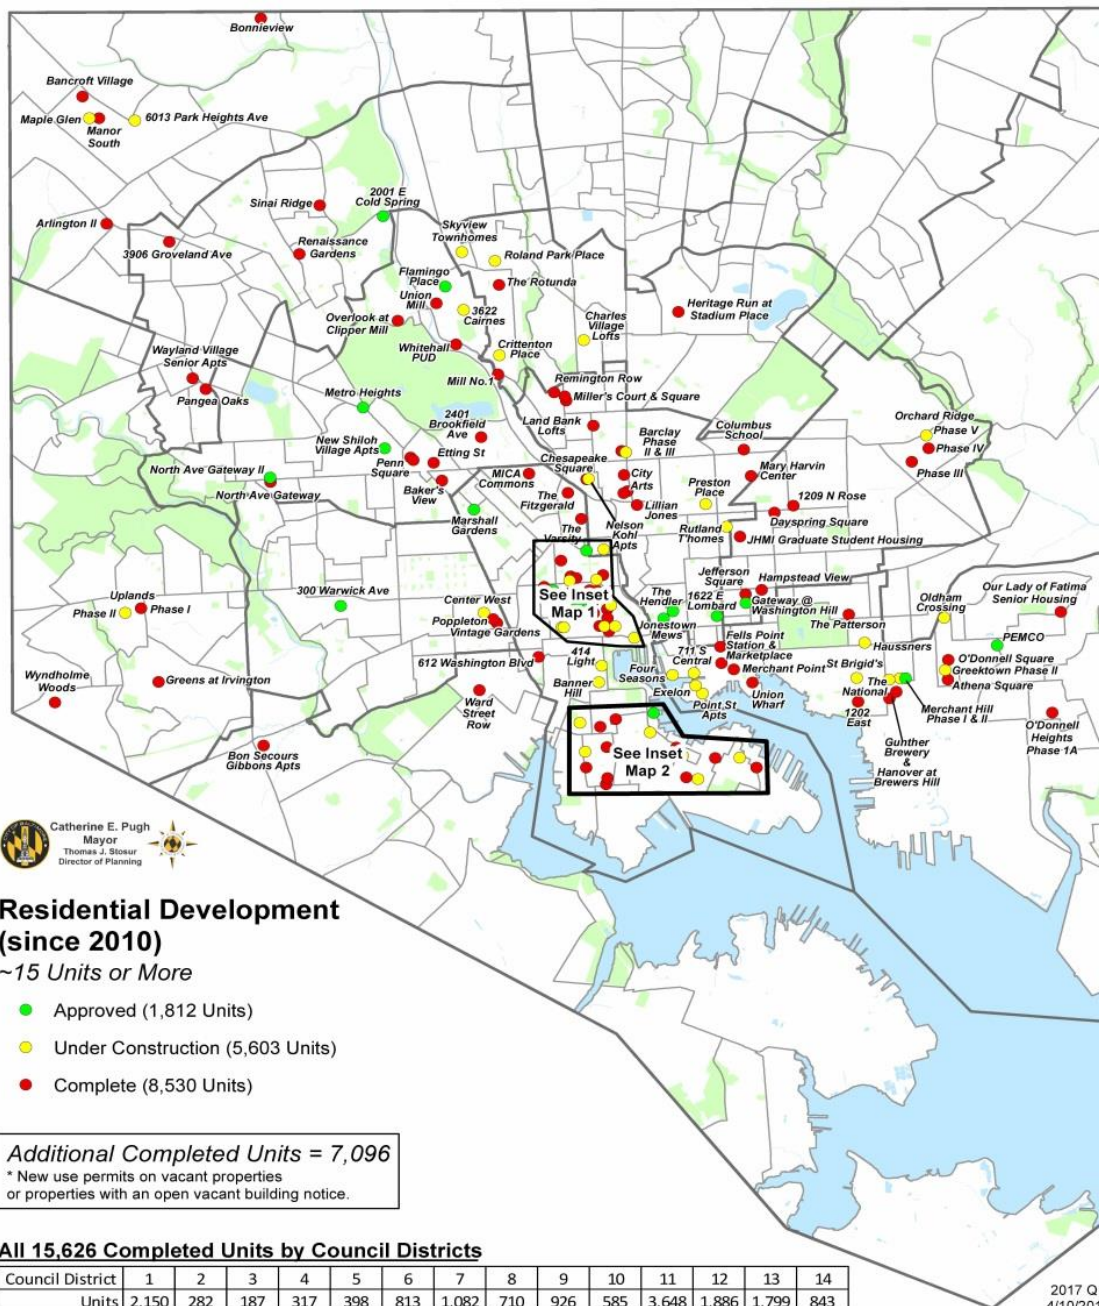 Bonnieview
Bancroft Village
Maple Glen
Manor
South
6013 Park Heights Ave
Arlington II
3906 Groveland Ave
Sinai Ridge
Renaissance
Gardens
2001 E
Cold Spring
Skyview
Townhomes
Roland Park Place
Flamingo
Place
The Rotunda
Union
Mill
3622
Cairnes
Overlook at
Clipper Mill
Whitehall
PUD
Crittenton
Place
Charles
Village
Lofts
Heritage Run at
Stadium Place
Wayland Village
Senior Apts
Pangea Oaks
Metro Heights
Mill No.1
Remington Row
Miller's Court & Square
2401
Brookfield
Ave
Land Bank
Lofts
Barclay
Phase
II & III
Columbus
School
Orchard Ridge
Phase V
Phase IV
Phase III
New Shiloh
Village Apts
Penn
Square
Etting St
Baker's
View
MICA
Commons
Chesapeake
Square
City
Arts
Mary Harvin
Center
North Ave Gateway II
North Ave Gateway
The
Fitzgerald
Lillian
Jones
Preston
Place
1209 N Rose
Dayspring Square
Marshall
Gardens
The
Varsity
Nelson
Kohl
Apts
Rutland
T'homes
JHMI Graduate Student Housing
Uplands
Phase II
Phase I
300 Warwick Ave
Center West
Poppleton
Vintage Gardens
See Inset
Map 1
The
Hendler
Jonestown
Mews
Jefferson
Square
Hampstead View
1622 E
Lombard
Gateway @
Washington Hill
The Patterson
Oldham
Crossing
Our Lady of Fatima
Senior Housing
PEMCO
Haussners
612 Washington Blvd
414
Light
Banner
Hill
Four
Seasons
711 S
Central
Fells Point
Station &
Marketplace
Merchant Point
Exelon
Point St
Apts
Union
Wharf
St Brigid's
The
National
1202
East
O'Donnell Square
Greektown Phase II
Athena Square
Merchant Hill
Phase I & II
Gunther
Brewery
&
Hanover at
Brewers Hill
O'Donnell
Heights
Phase 1A
Wyndholme
Woods
Greens at Irvington
Ward
Street
Row
Bon Secours
Gibbons Apts
See Inset
Map 2
Catherine E. Pugh
Mayor
Thomas J. Stosur
Director of Planning
Residential Development
(since 2010)
~15 Units or More
Approved (1,812 Units)
Under Construction (5,603 Units)
Complete (8,530 Units)
Additional Completed Units = 7,096
* New use permits on vacant properties
or properties with an open vacant building notice.
All 15,626 Completed Units by Council Districts
Council District 1 2 3 4 5 6 7 8 9 10 11 12 13 14
Units 2,150 282 187 317 398 813 1,082 710 926 585 3,648 1,886 1,799 843
2017 Q